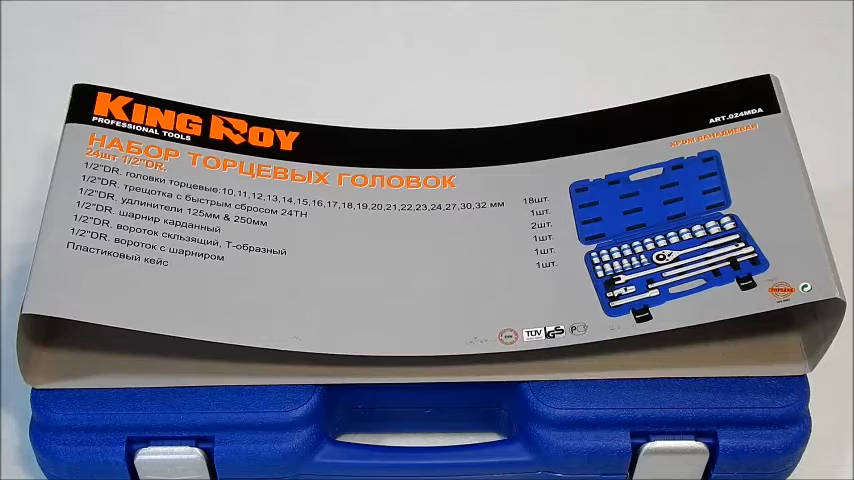 KING ROY
PROFESSIONAL TOOLS
ART.024MDA
НАБОР ТОРЦЕВЫХ ГОЛОВОК
ХРОМ ВАНАДИЕВАЯ
24шт 1/2"DR.
1/2"DR. головки торцевые:10,11,12,13,14,15,16,17,18,19,20,21,22,23,24,27,30,32 мм 18шт.
1/2"DR. трещотка с быстрым сбросом 24TH 1шт.
1/2"DR. удлинители 125мм & 250мм 2шт.
1/2"DR. шарнир карданный 1шт.
1/2"DR. вороток скользящий, Т-образный 1шт.
1/2"DR. вороток с шарниром 1шт.
Пластиковый кейс
TÜV GS